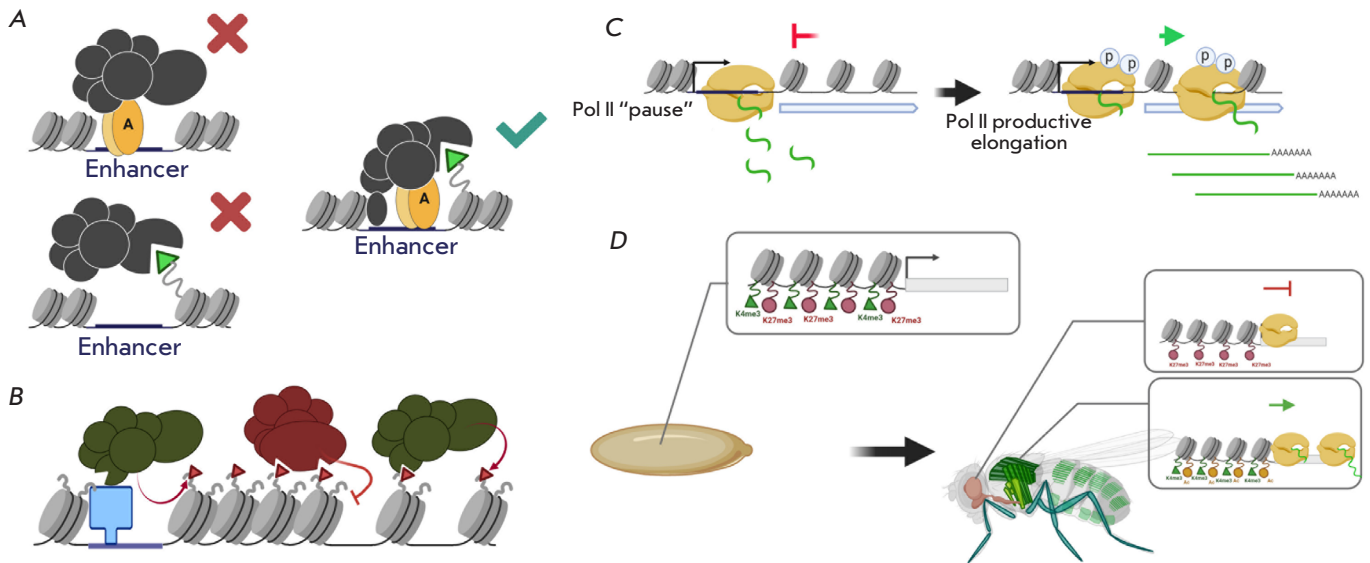 A
A
Enhancer
A
Enhancer
Enhancer
B
C
Pol II “pause”
P
P
P
P
Pol II productive
elongation
AAAAAAA
AAAAAAA
AAAAAAA
D
K4me3
K27me3
K27me3
K4me3
K27me3
K27me3
K27me3
K27me3
K27me3
K4me3
Ac
K4me3
Ac
K4me3
Ac
K4me3
Ac